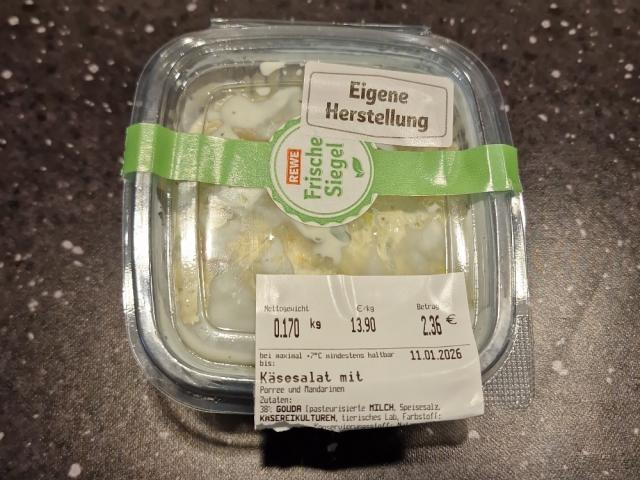 Eigene
Herstellung
REWE
Frische
Siegel
Nettogewicht €/kg Betrag
0.170 kg 13.90 2.36 €
bei maximal +7°C mindestens haltbar
bis: 11.01.2026
Käsesalat mit
Porree und Mandarinen
Zutaten:
38% GOUDA (pasteurisierte MILCH, Speisesalz,
KÄSEREIKULTUREN, tierisches Lab, Farbstoff:
Konservierungsstoff: